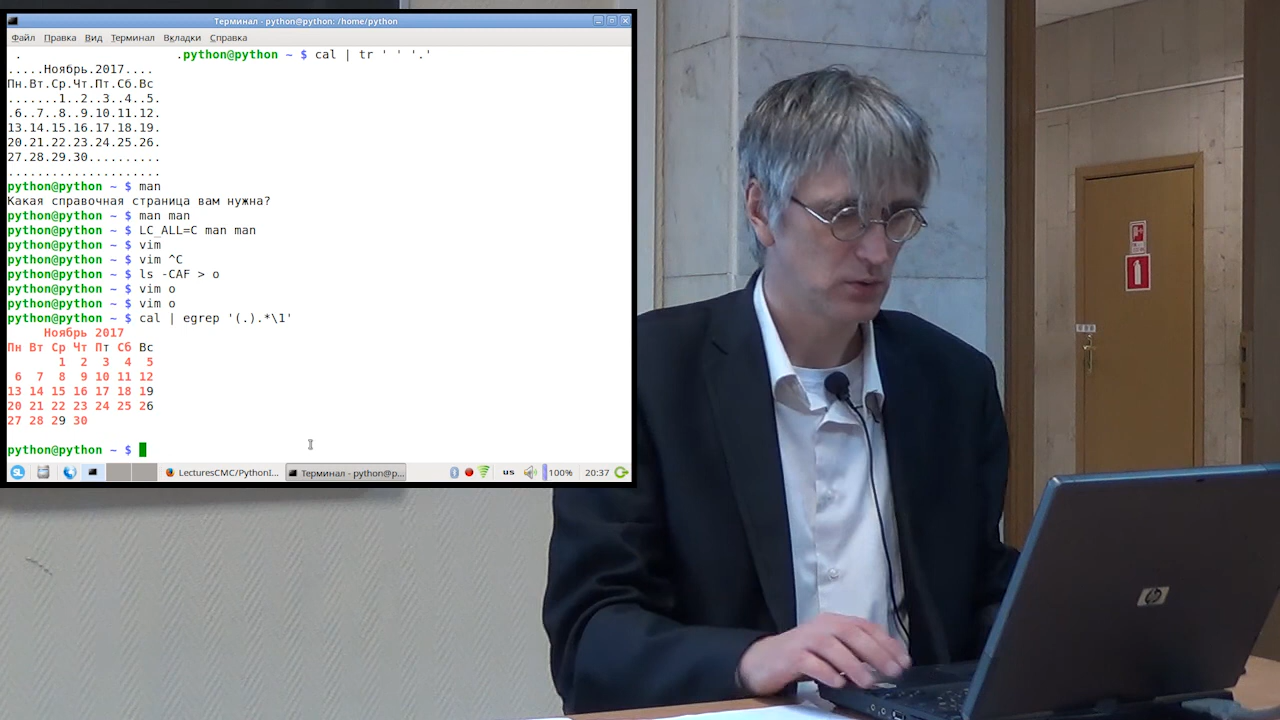 Терминал - python@python: /home/python
Файл Правка Вид Терминал Вкладки Справка
. .python@python ~ $ cal | tr ' ' '.'
.....Ноябрь.2017....
Пн.Вт.Ср.Чт.Пт.Сб.Вс
.......1..2..3..4..5.
.6..7..8..9.10.11.12.
13.14.15.16.17.18.19.
20.21.22.23.24.25.26.
27.28.29.30..........
.....................
python@python ~ $ man
Какая справочная страница вам нужна?
python@python ~ $ man man
python@python ~ $ LC_ALL=C man man
python@python ~ $ vim
python@python ~ $ vim ^C
python@python ~ $ ls -CAF > o
python@python ~ $ vim o
python@python ~ $ vim o
python@python ~ $ cal | egrep '(.).*\1'
Ноябрь 2017
Пн Вт Ср Чт Пт Сб Вс
1 2 3 4 5
6 7 8 9 10 11 12
13 14 15 16 17 18 19
20 21 22 23 24 25 26
27 28 29 30
python@python ~ $
LecturesCMC/PythonI... Терминал - python@p... us 100% 20:37
hp